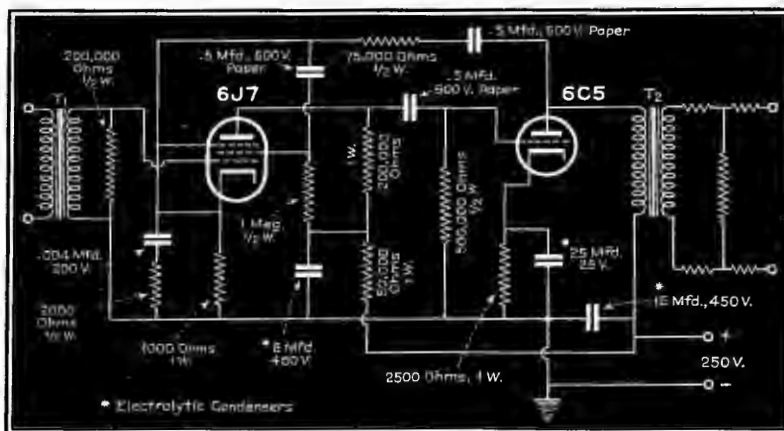 .5 Mfd., 600 V. Paper
200,000
Ohms
1/2 W.
.5 Mfd., 600 V.
Paper
75,000 Ohms
1/2 W.
.5 Mfd.
600 V. Paper
T1
6J7
6C5
T2
W.
200,000
Ohms
500,000 Ohms
1/2 W.
1 Meg.
1/2 W.
50,000
Ohms
1 W.
.004 Mfd.
200 V.
* 25 Mfd.
25 V.
2000
Ohms
1/2 W.
1000 Ohms
1 W.
* 8 Mfd.
450 V.
2500 Ohms, 1 W.
*
Mfd., 450 V.
+
250 V.
–
* Electrolytic Condensers